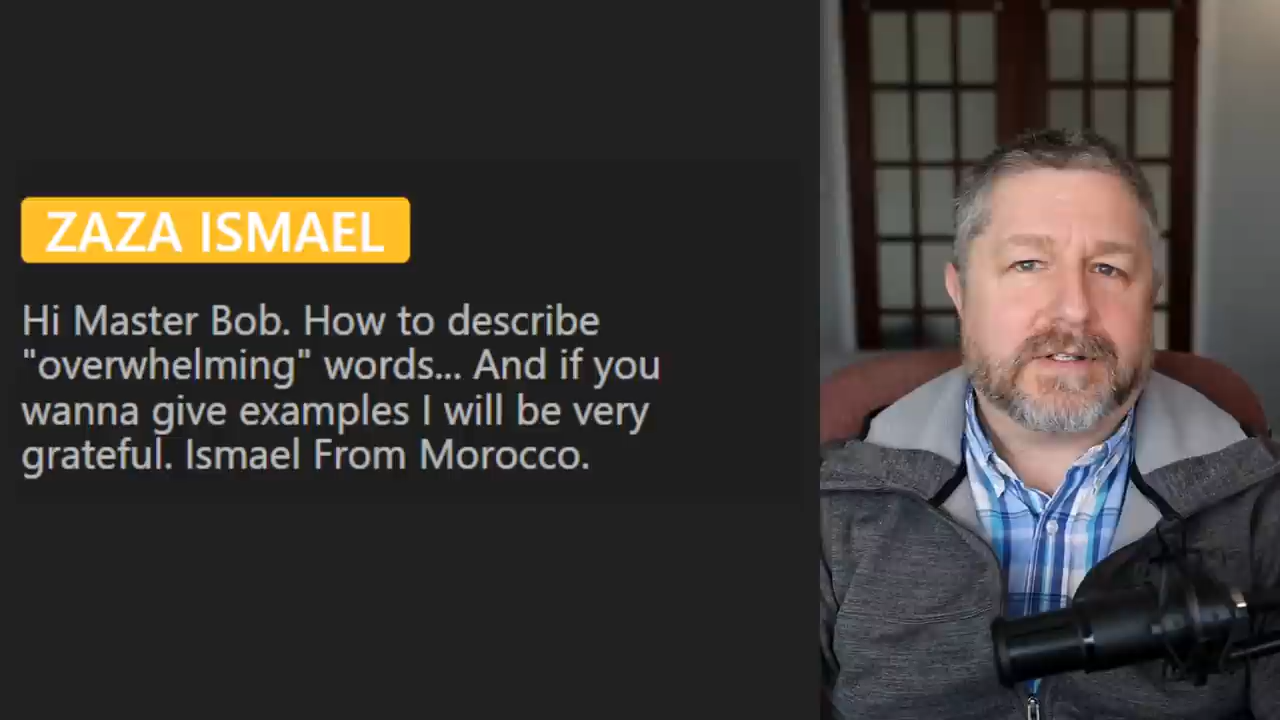 ZAZA ISMAEL
Hi Master Bob. How to describe
"overwhelming" words... And if you
wanna give examples I will be very
grateful. Ismael From Morocco.